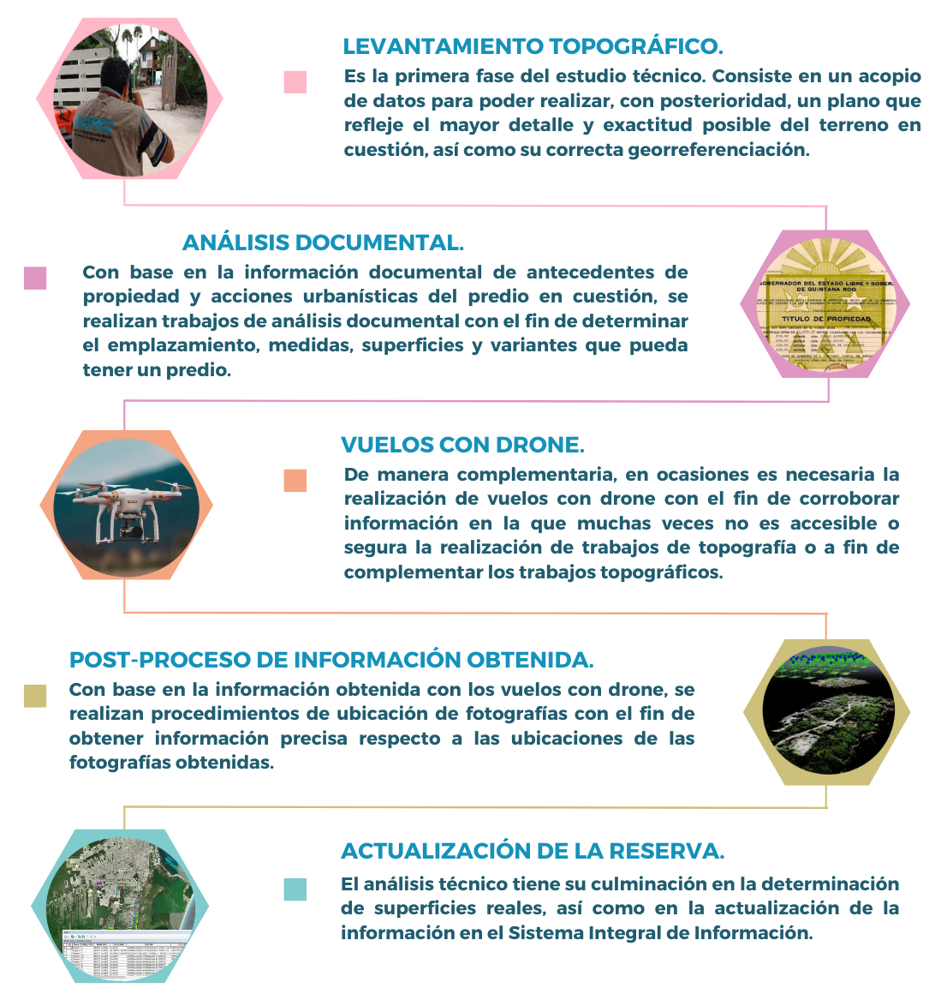 LEVANTAMIENTO TOPOGRÁFICO.
Es la primera fase del estudio técnico. Consiste en un acopio
de datos para poder realizar, con posterioridad, un plano que
refleje el mayor detalle y exactitud posible del terreno en
cuestión, así como su correcta georreferenciación.
ANÁLISIS DOCUMENTAL.
Con base en la información documental de antecedentes de
propiedad y acciones urbanísticas del predio en cuestión, se
realizan trabajos de análisis documental con el fin de determinar
el emplazamiento, medidas, superficies y variantes que pueda
tener un predio.
GOBERNADOR DEL ESTADO LIBRE Y SOBER
DE QUINTANA ROO
TITULO DE PROPIEDAD
VUELOS CON DRONE.
De manera complementaria, en ocasiones es necesaria la
realización de vuelos con drone con el fin de corroborar
información en la que muchas veces no es accesible o
segura la realización de trabajos de topografía o a fin de
complementar los trabajos topográficos.
POST-PROCESO DE INFORMACIÓN OBTENIDA.
Con base en la información obtenida con los vuelos con drone, se
realizan procedimientos de ubicación de fotografías con el fin de
obtener información precisa respecto a las ubicaciones de las
fotografías obtenidas.
ACTUALIZACIÓN DE LA RESERVA.
El análisis técnico tiene su culminación en la determinación
de superficies reales, así como en la actualización de la
información en el Sistema Integral de Información.